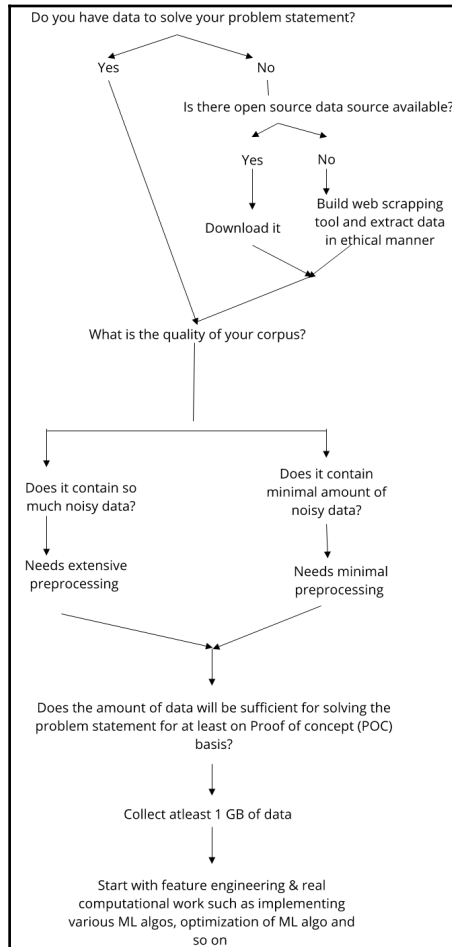 Do you have data to solve your problem statement?
Yes
No
Is there open source data source available?
Yes
No
Download it
Build web scrapping
tool and extract data
in ethical manner
What is the quality of your corpus?
Does it contain so
much noisy data?
Does it contain
minimal amount of
noisy data?
Needs extensive
preprocessing
Needs minimal
preprocessing
Does the amount of data will be sufficient for solving the
problem statement for at least on Proof of concept (POC)
basis?
Collect atleast 1 GB of data
Start with feature engineering & real
computational work such as implementing
various ML algos, optimization of ML algo and
so on